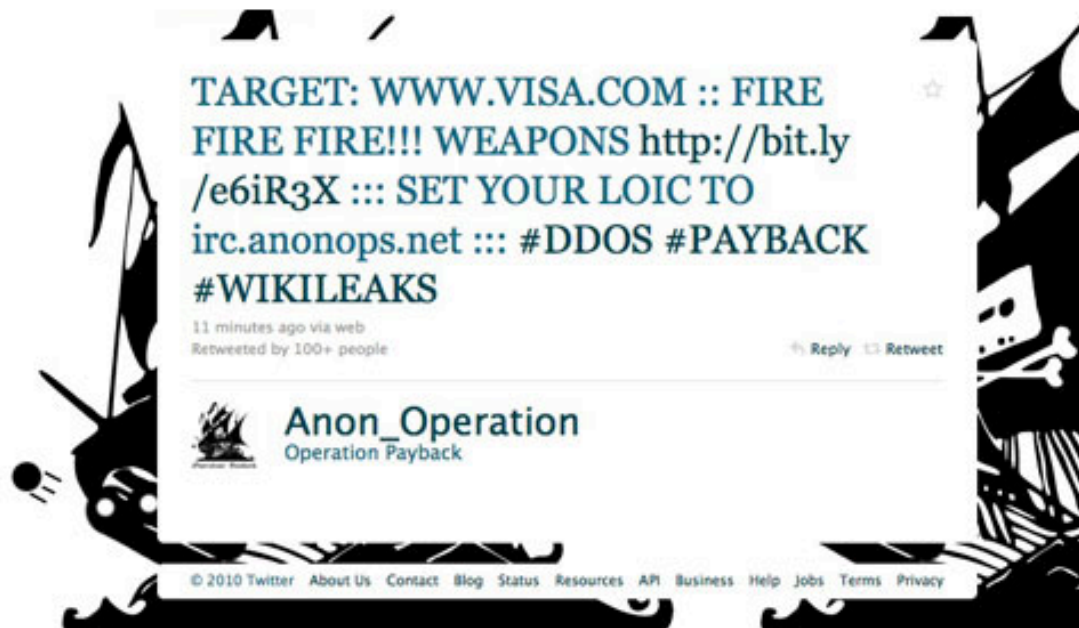 TARGET: WWW.VISA.COM :: FIRE
FIRE FIRE!!! WEAPONS http://bit.ly
/e6iR3X ::: SET YOUR LOIC TO
irc.anonops.net ::: #DDOS #PAYBACK
#WIKILEAKS
11 minutes ago via web
Retweeted by 100+ people
Reply Retweet
Anon_Operation
Operation Payback
© 2010 Twitter About Us Contact Blog Status Resources API Business Help Jobs Terms Privacy